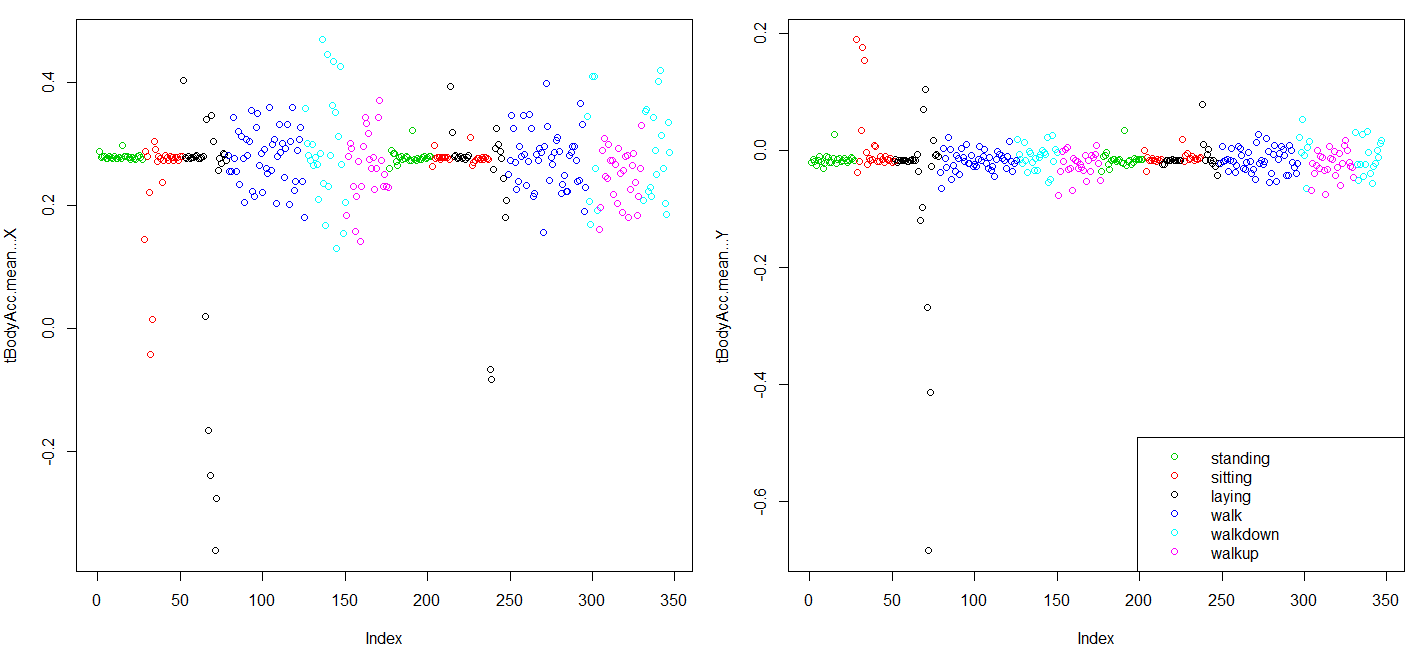 tBodyAcc.mean...X
0.4
0.2
0.0
-0.2
0 50 100 150 200 250 300 350
Index
tBodyAcc.mean...Y
0.2
0.0
-0.2
-0.4
-0.6
0 50 100 150 200 250 300 350
Index
standing
sitting
laying
walk
walkdown
walkup